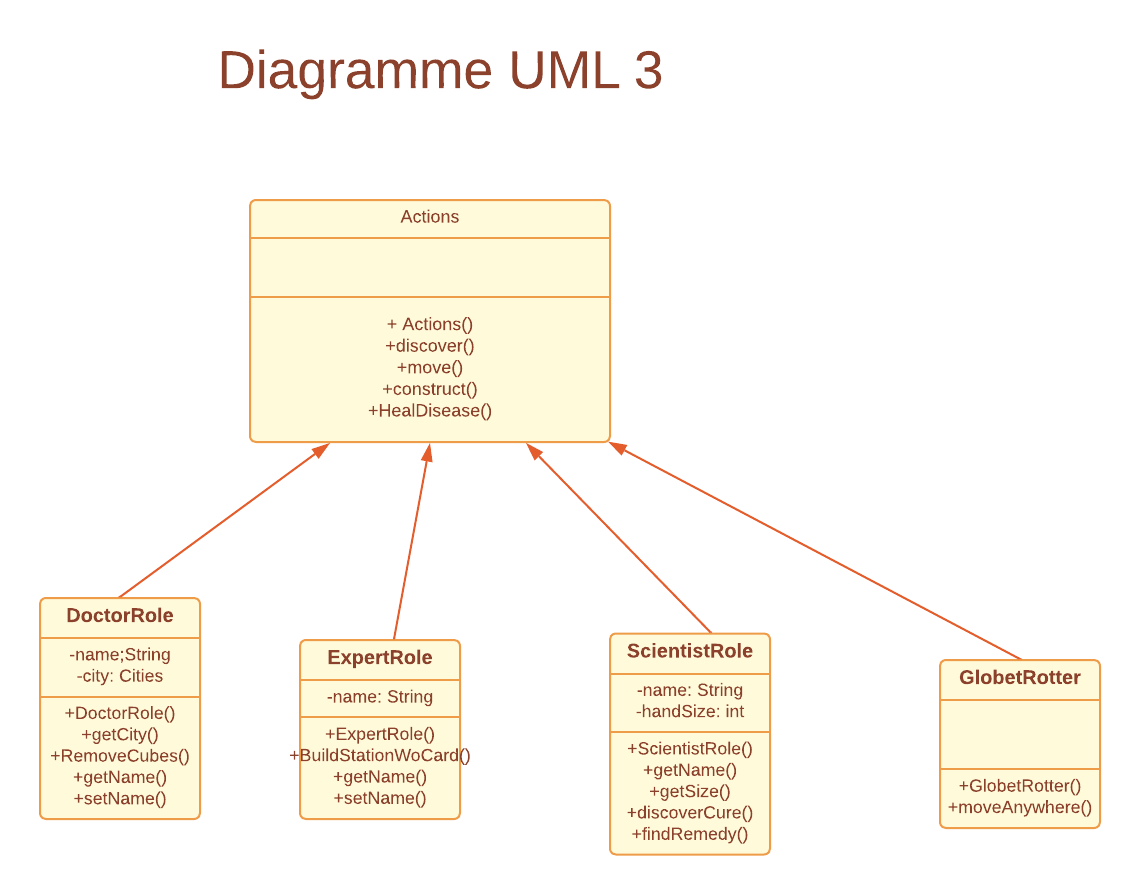 Diagramme UML 3
Actions
+ Actions()
+discover()
+move()
+construct()
+HealDisease()
DoctorRole
-name;String
-city: Cities
+DoctorRole()
+getCity()
+RemoveCubes()
+getName()
+setName()
ExpertRole
-name: String
+ExpertRole()
+BuildStationWoCard()
+getName()
+setName()
ScientistRole
-name: String
-handSize: int
+ScientistRole()
+getName()
+getSize()
+discoverCure()
+findRemedy()
GlobetRotter
+GlobetRotter()
+moveAnywhere()